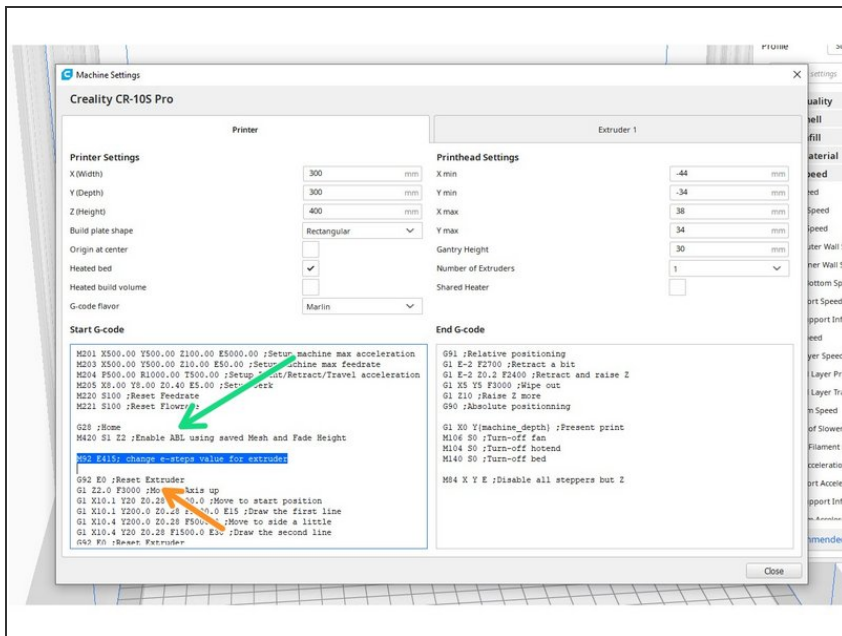 Profile
Machine Settings
settings
Creality CR-10S Pro
Printer
Extruder 1
Printer Settings
X (Width)
300
mm
Y (Depth)
300
mm
Z (Height)
400
mm
Build plate shape
Rectangular
Origin at center
Heated bed
Heated build volume
G-code flavor
Marlin
Printhead Settings
X min
-44
mm
Y min
-34
mm
X max
38
mm
Y max
34
mm
Gantry Height
30
mm
Number of Extruders
1
Shared Heater
Start G-code
M201 X500.00 Y500.00 Z100.00 E5000.00 ;Setup machine max acceleration
M203 X500.00 Y500.00 Z10.00 E50.00 ;Setup machine max feedrate
M204 P500.00 R1000.00 T500.00 ;Setup Print/Retract/Travel acceleration
M205 X8.00 Y8.00 Z0.40 E5.00 ;Setup Jerk
M220 S100 ;Reset Feedrate
M221 S100 ;Reset Flowrate
G28 ;Home
M420 S1 Z2 ;Enable ABL using saved Mesh and Fade Height
M92 E415; change e-steps value for extruder
G92 E0 ;Reset Extruder
G1 Z2.0 F3000 ;Move Axis up
G1 X10.1 Y20 Z0.28 ;Move to start position
G1 X10.1 Y200.0 Z0.28 E15 ;Draw the first line
G1 X10.4 Y200.0 Z0.28 ;Move to side a little
G1 X10.4 Y20 Z0.28 F1500.0 E30 ;Draw the second line
G92 E0 ;Reset Extruder
End G-code
G91 ;Relative positioning
G1 E-2 F2700 ;Retract a bit
G1 E-2 Z0.2 F2400 ;Retract and raise Z
G1 X5 Y5 F3000 ;Wipe out
G1 Z10 ;Raise Z more
G90 ;Absolute positionning
G1 X0 Y{machine_depth} ;Present print
M106 S0 ;Turn-off fan
M104 S0 ;Turn-off hotend
M140 S0 ;Turn-off bed
M84 X Y E ;Disable all steppers but Z
Close